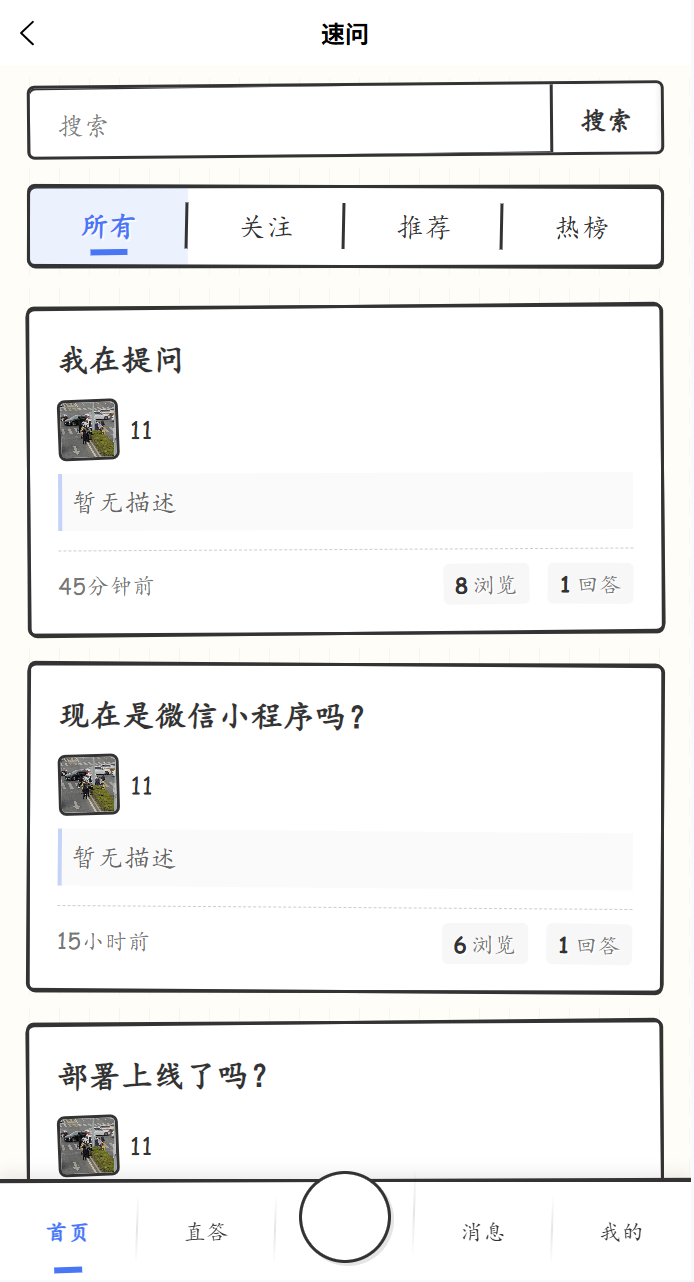 速问
搜索 搜索
所有 关注 推荐 热榜
我在提问
11
暂无描述
45分钟前 8 浏览 1 回答
现在是微信小程序吗？
11
暂无描述
15小时前 6 浏览 1 回答
部署上线了吗？
11
首页 直答 消息 我的